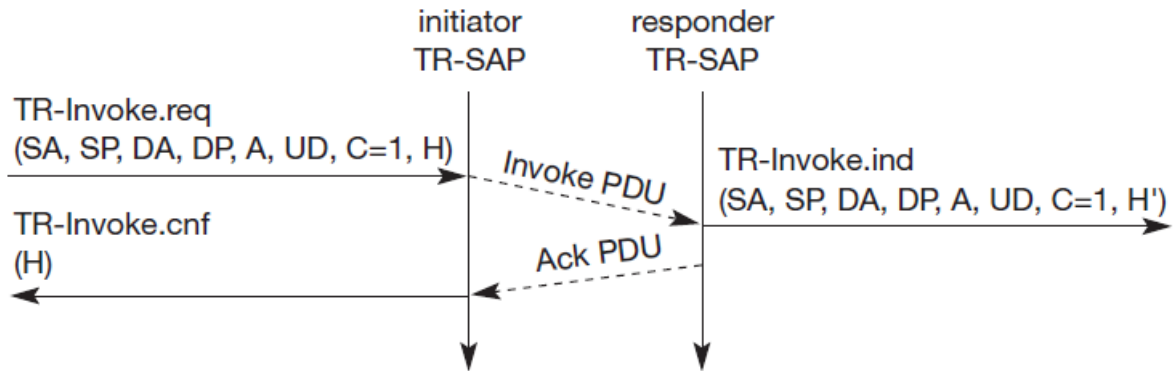 initiator
TR-SAP
responder
TR-SAP
TR-Invoke.req
(SA, SP, DA, DP, A, UD, C=1, H)
Invoke PDU
TR-Invoke.ind
(SA, SP, DA, DP, A, UD, C=1, H')
TR-Invoke.cnf
(H)
Ack PDU